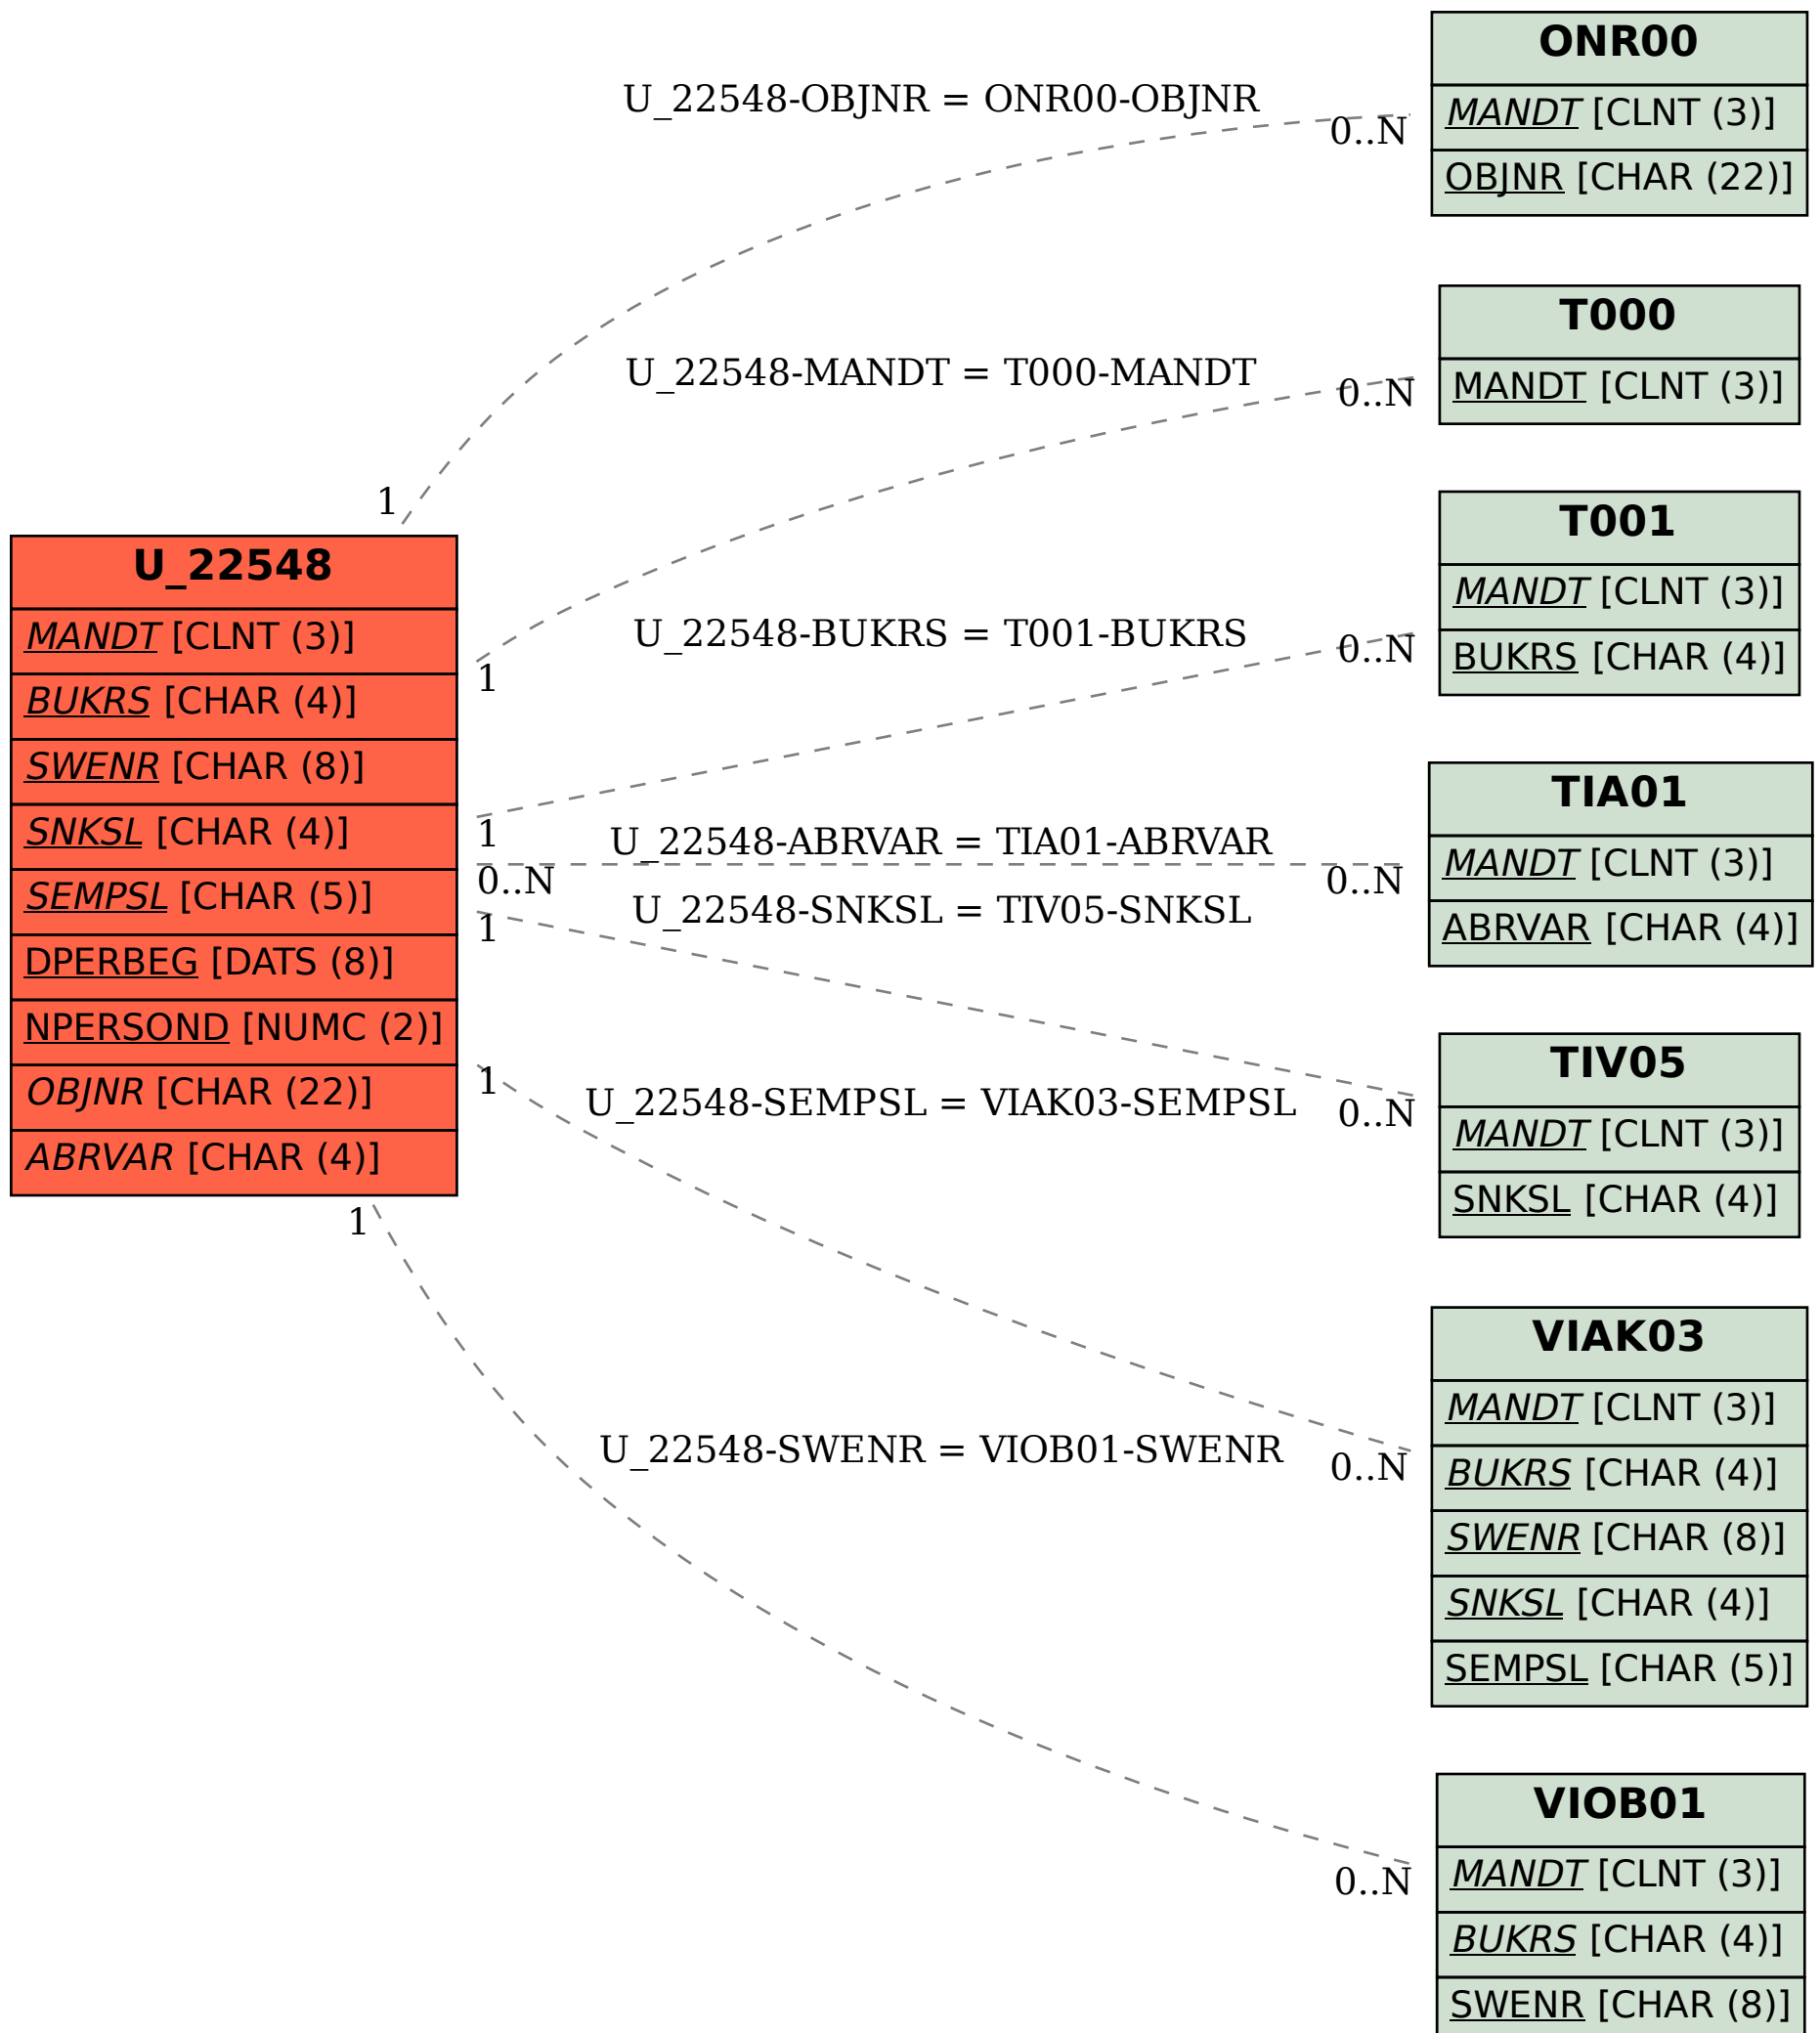 ONR00
MANDT [CLNT (3)]
OBJNR [CHAR (22)]
U_22548-OBJNR = ONR00-OBJNR
0..N
1
T000
MANDT [CLNT (3)]
U_22548-MANDT = T000-MANDT
0..N
1
T001
MANDT [CLNT (3)]
BUKRS [CHAR (4)]
U_22548-BUKRS = T001-BUKRS
0..N
1
U_22548
MANDT [CLNT (3)]
BUKRS [CHAR (4)]
SWENR [CHAR (8)]
SNKSL [CHAR (4)]
SEMPSL [CHAR (5)]
DPERBEG [DATS (8)]
NPERSOND [NUMC (2)]
OBJNR [CHAR (22)]
ABRVAR [CHAR (4)]
U_22548-ABRVAR = TIA01-ABRVAR
0..N
0..N
TIA01
MANDT [CLNT (3)]
ABRVAR [CHAR (4)]
U_22548-SNKSL = TIV05-SNKSL
1
0..N
TIV05
MANDT [CLNT (3)]
SNKSL [CHAR (4)]
U_22548-SEMPSL = VIAK03-SEMPSL
1
0..N
VIAK03
MANDT [CLNT (3)]
BUKRS [CHAR (4)]
SWENR [CHAR (8)]
SNKSL [CHAR (4)]
SEMPSL [CHAR (5)]
U_22548-SWENR = VIOB01-SWENR
1
0..N
VIOB01
MANDT [CLNT (3)]
BUKRS [CHAR (4)]
SWENR [CHAR (8)]